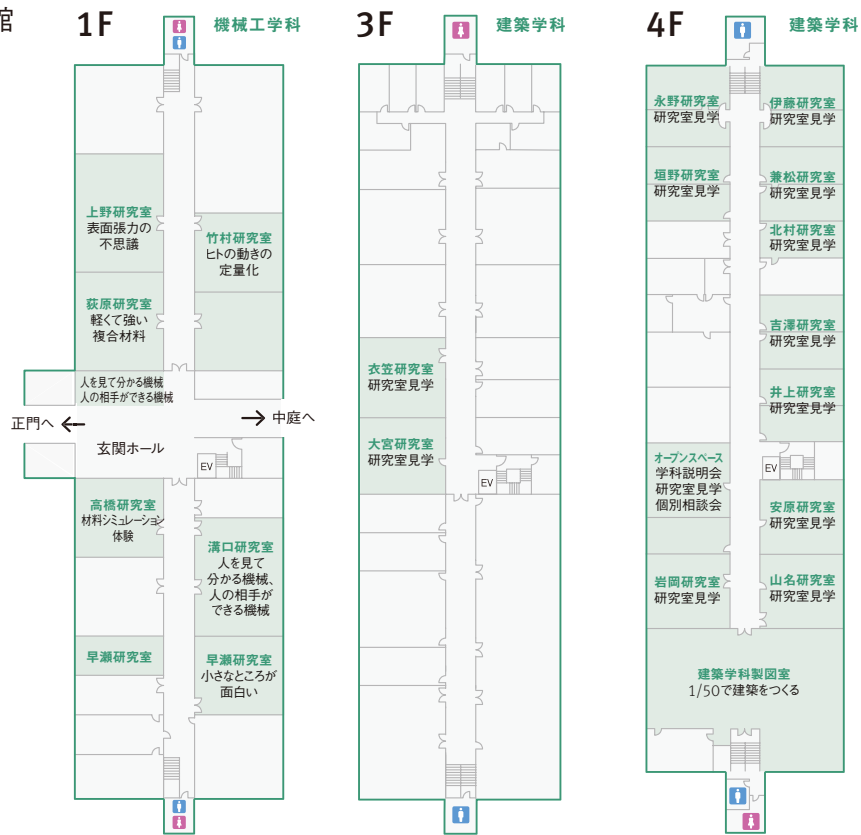 館
1F
機械工学科
上野研究室
表面張力の
不思議
竹村研究室
ヒトの動きの
定量化
荻原研究室
軽くて強い
複合材料
人を見て分かる機械
人の相手ができる機械
正門へ ←
→ 中庭へ
玄関ホール
EV
高橋研究室
材料シミュレーション
体験
溝口研究室
人を見て
分かる機械、
人の相手が
できる機械
早瀬研究室
早瀬研究室
小さなところが
面白い
3F
建築学科
衣笠研究室
研究室見学
大宮研究室
研究室見学
EV
4F
建築学科
永野研究室
研究室見学
伊藤研究室
研究室見学
垣野研究室
研究室見学
兼松研究室
研究室見学
北村研究室
研究室見学
吉澤研究室
研究室見学
井上研究室
研究室見学
オープンスペース
学科説明会
研究室見学
個別相談会
EV
安原研究室
研究室見学
岩岡研究室
研究室見学
山名研究室
研究室見学
建築学科製図室
1/50で建築をつくる